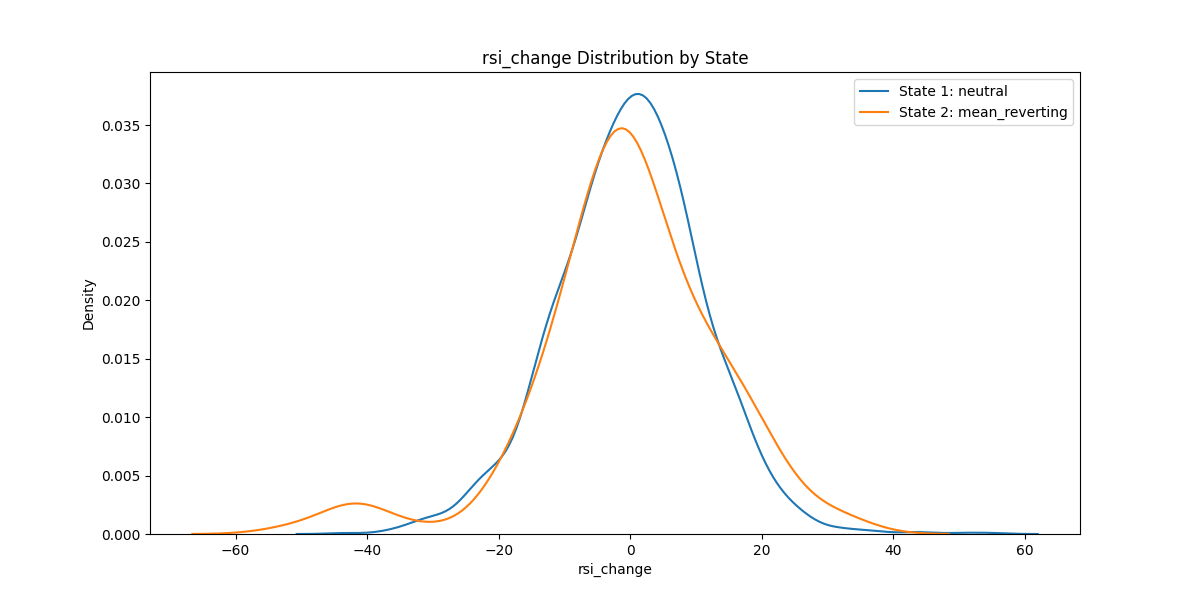 rsi_change Distribution by State
State 1: neutral
State 2: mean_reverting
Density
0.035
0.030
0.025
0.020
0.015
0.010
0.005
0.000
−60 −40 −20 0 20 40 60
rsi_change